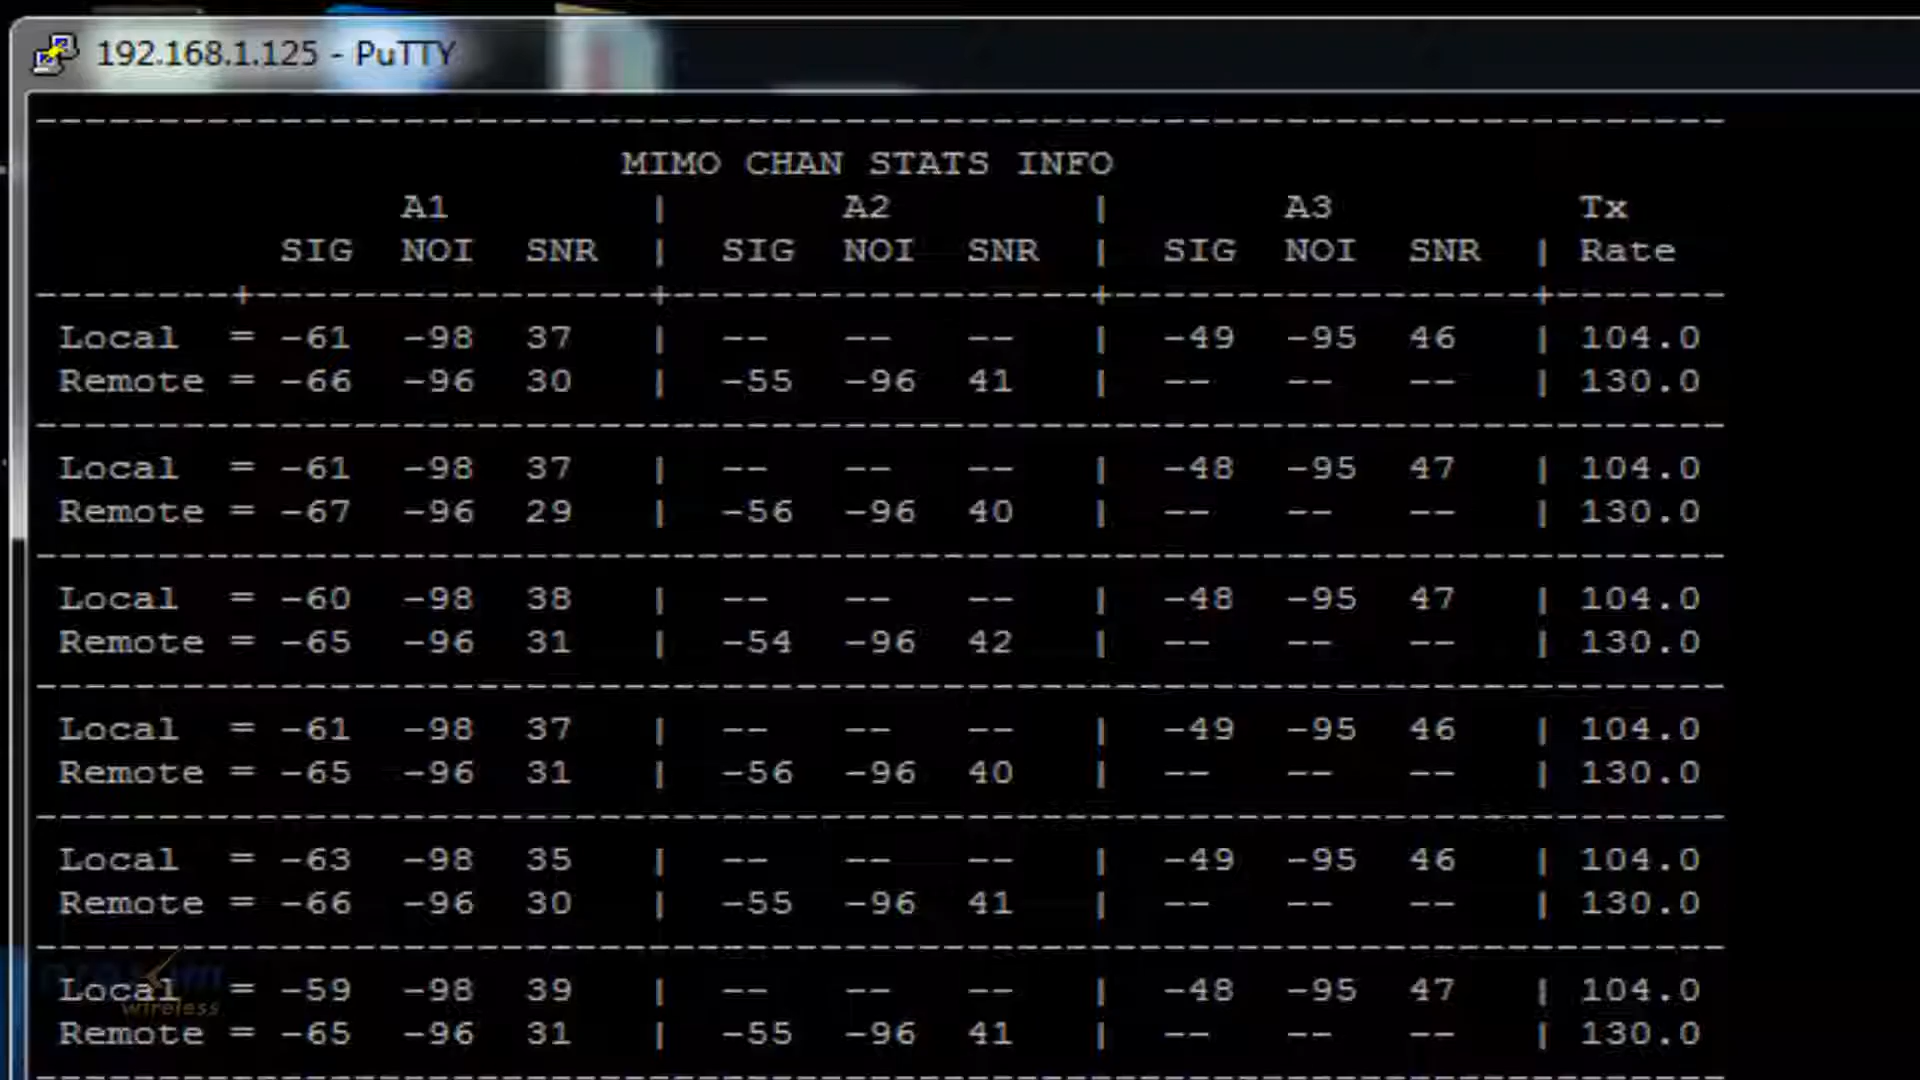 192.168.1.125 - PuTTY
MIMO CHAN STATS INFO
A1 | A2 | A3 Tx
SIG NOI SNR | SIG NOI SNR | SIG NOI SNR | Rate
Local = -61 -98 37 | -- -- -- | -49 -95 46 | 104.0
Remote = -66 -96 30 | -55 -96 41 | -- -- -- | 130.0
Local = -61 -98 37 | -- -- -- | -48 -95 47 | 104.0
Remote = -67 -96 29 | -56 -96 40 | -- -- -- | 130.0
Local = -60 -98 38 | -- -- -- | -48 -95 47 | 104.0
Remote = -65 -96 31 | -54 -96 42 | -- -- -- | 130.0
Local = -61 -98 37 | -- -- -- | -49 -95 46 | 104.0
Remote = -65 -96 31 | -56 -96 40 | -- -- -- | 130.0
Local = -63 -98 35 | -- -- -- | -49 -95 46 | 104.0
Remote = -66 -96 30 | -55 -96 41 | -- -- -- | 130.0
Local = -59 -98 39 | -- -- -- | -48 -95 47 | 104.0
wireless
Remote = -65 -96 31 | -55 -96 41 | -- -- -- | 130.0